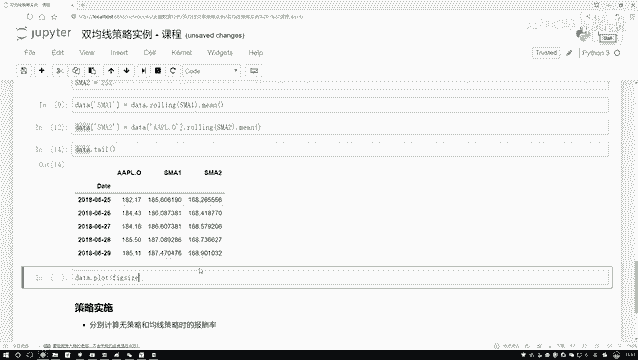 jupyter 双均线策略实例 - 课程 (unsaved changes)
File Edit View Insert Cell Kernel Widgets Help
Trusted Python 3
Code
SMA2 = 252
In [9]: data['SMA1'] = data.rolling(SMA1).mean()
In [12]: data['SMA2'] = data['AAPL.O'].rolling(SMA2).mean()
In [14]: data.tail()
Out[14]:
AAPL.O SMA1 SMA2
Date
2018-06-25 182.17 185.606190 168.265556
2018-06-26 184.43 186.087381 168.418770
2018-06-27 184.16 186.607381 168.579206
2018-06-28 185.50 187.089286 168.736627
2018-06-29 185.11 187.470476 168.901032
In [ ]: data.plot(figsize
策略实施
分别计算无策略和均线策略时的报酬率